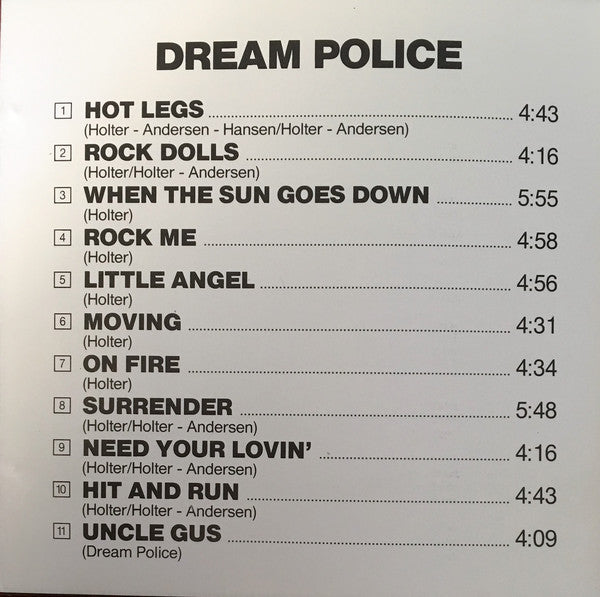 DREAM POLICE
1 HOT LEGS 4:43
(Holter - Andersen - Hansen/Holter - Andersen)
2 ROCK DOLLS 4:16
(Holter/Holter - Andersen)
3 WHEN THE SUN GOES DOWN 5:55
(Holter)
4 ROCK ME 4:58
(Holter)
5 LITTLE ANGEL 4:56
(Holter)
6 MOVING 4:31
(Holter)
7 ON FIRE 4:34
(Holter)
8 SURRENDER 5:48
(Holter/Holter - Andersen)
9 NEED YOUR LOVIN' 4:16
(Holter/Holter - Andersen)
10 HIT AND RUN 4:43
(Holter/Holter - Andersen)
11 UNCLE GUS 4:09
(Dream Police)